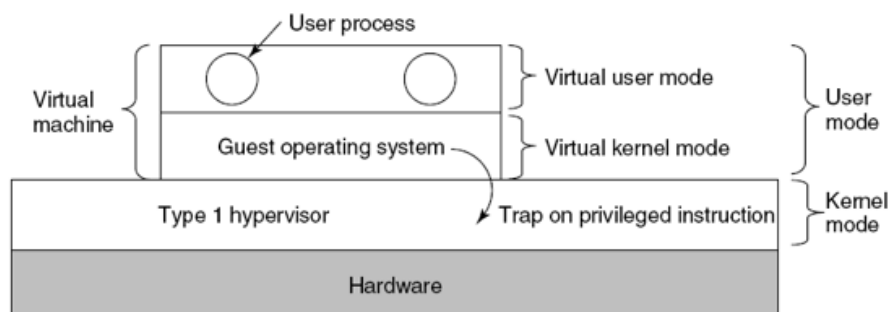 User process
Virtual user mode
Virtual
machine
User
mode
Guest operating system
Virtual kernel mode
Type 1 hypervisor
Trap on privileged instruction
Kernel
mode
Hardware